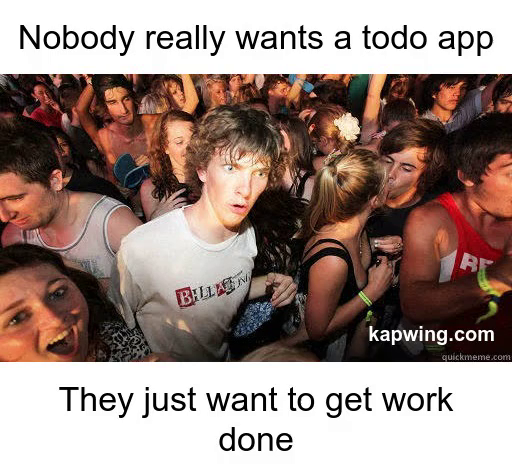 Nobody really wants a todo app
kapwing.com
quickmeme.com
They just want to get work
done